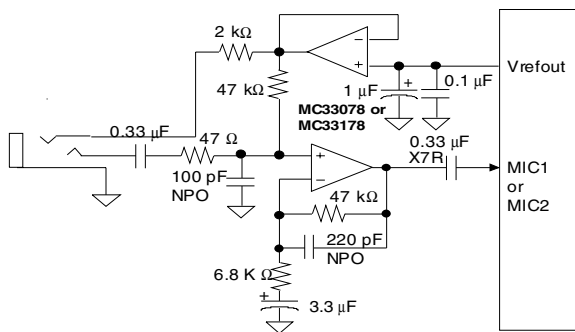 2 kΩ
−
+
Vrefout
47 kΩ
1 µF
+
0.1 µF
MC33078 or
MC33178
0.33 µF
47 Ω
0.33 µF
X7R
100 pF
NPO
+
−
MIC1
or
MIC2
47 kΩ
220 pF
NPO
6.8 K Ω
+
3.3 µF